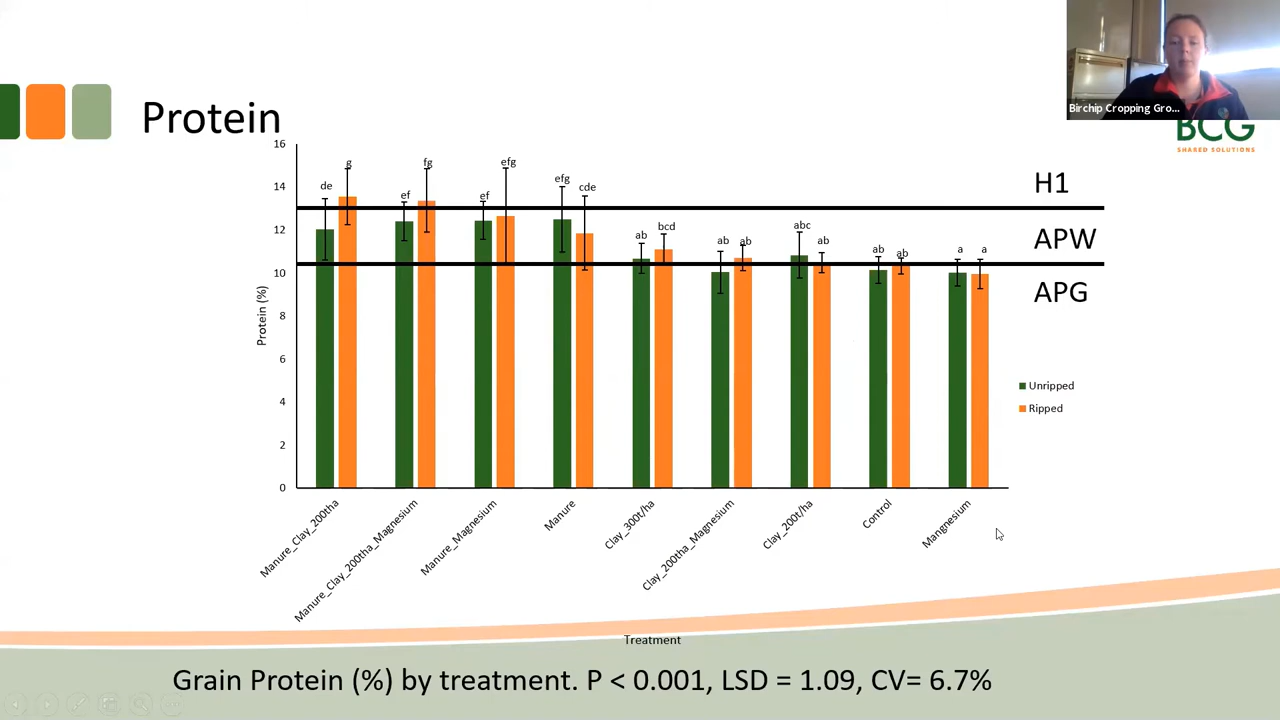 Birchip Cropping Gro...
BCG
SHARED SOLUTIONS
Protein
H1
APW
APG
16
14
12
10
8
6
4
2
0
Protein (%)
de
g
ef
fg
ef
efg
efg
cde
ab
bcd
ab
ab
abc
ab
ab
ab
a
a
Unripped
Ripped
Manure_Clay_200tha
Manure_Clay_200tha_Magnesium
Manure_Magnesium
Manure
Clay_300t/ha
Clay_200tha_Magnesium
Clay_200t/ha
Control
Mangnesium
Treatment
Grain Protein (%) by treatment. P < 0.001, LSD = 1.09, CV= 6.7%